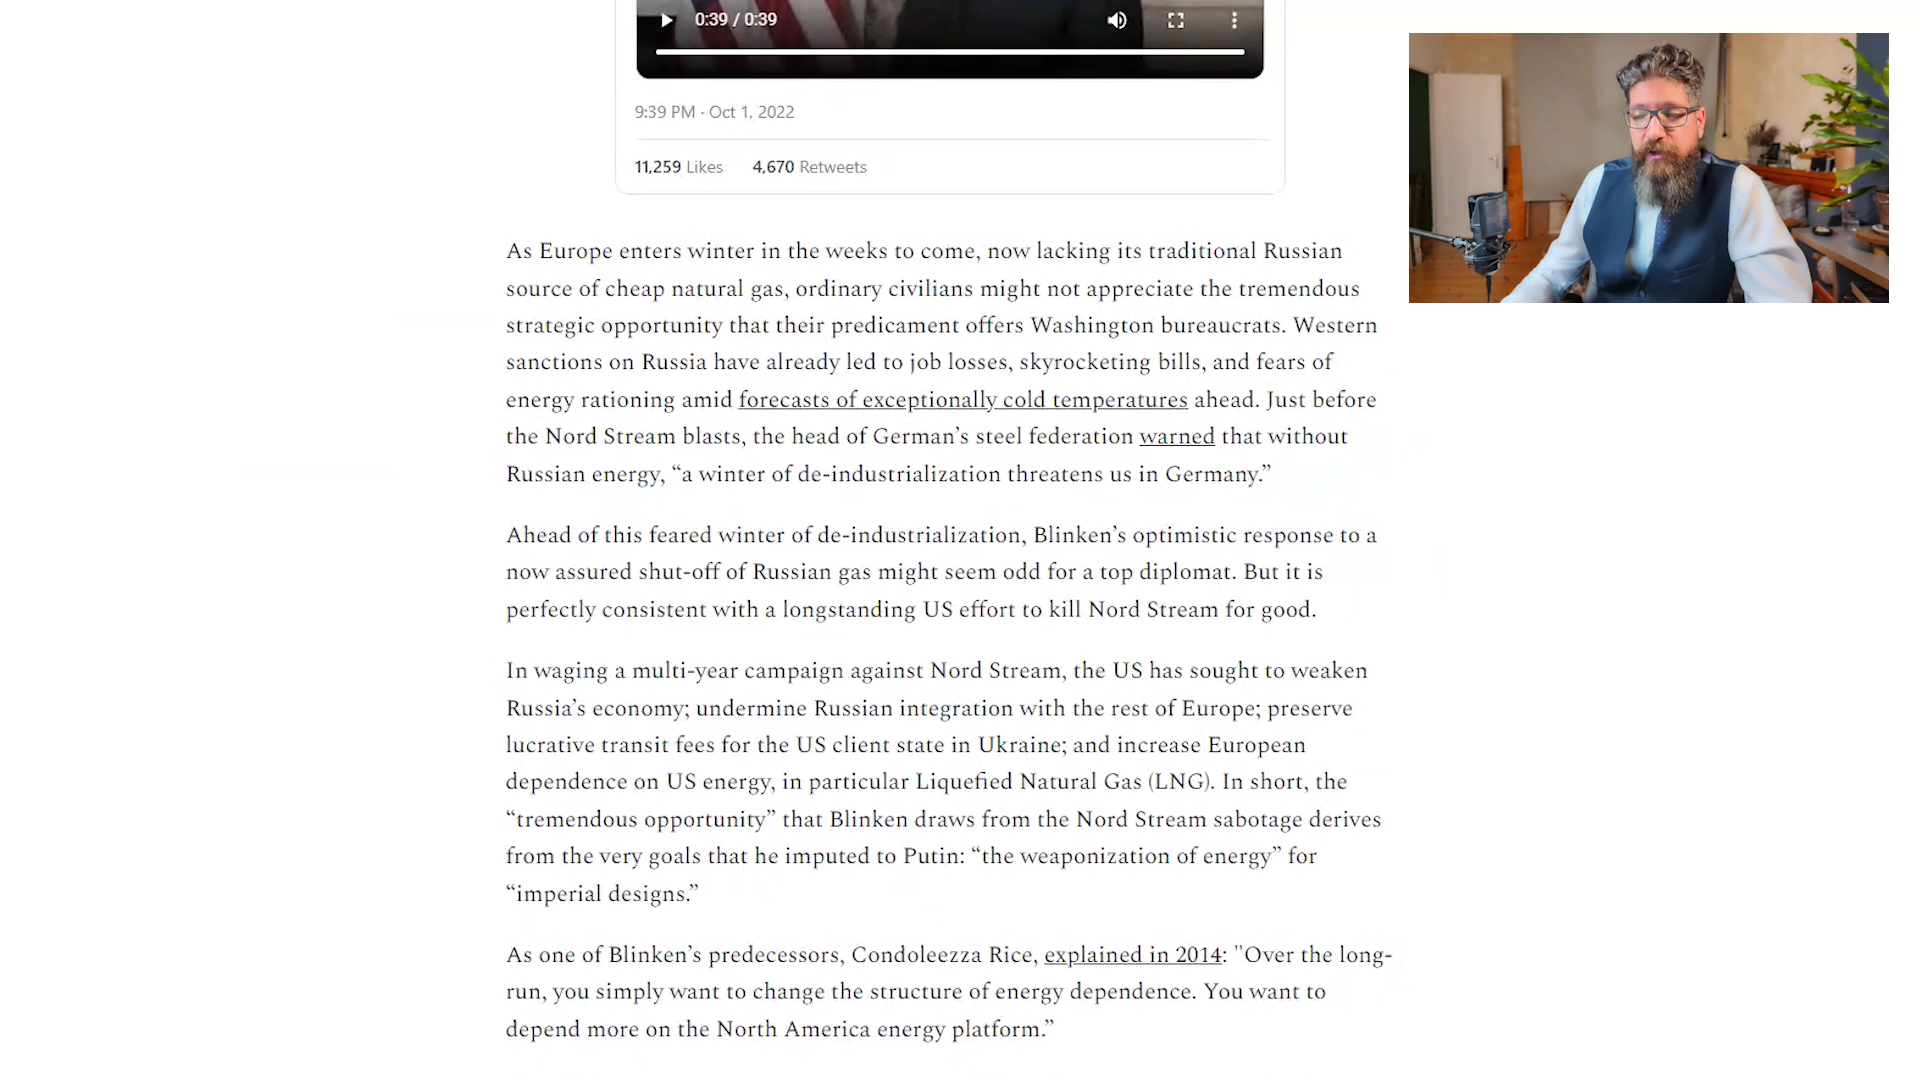 0:39 / 0:39
9:39 PM · Oct 1, 2022
11,259 Likes 4,670 Retweets
As Europe enters winter in the weeks to come, now lacking its traditional Russian
source of cheap natural gas, ordinary civilians might not appreciate the tremendous
strategic opportunity that their predicament offers Washington bureaucrats. Western
sanctions on Russia have already led to job losses, skyrocketing bills, and fears of
energy rationing amid forecasts of exceptionally cold temperatures ahead. Just before
the Nord Stream blasts, the head of German’s steel federation warned that without
Russian energy, “a winter of de-industrialization threatens us in Germany.”
Ahead of this feared winter of de-industrialization, Blinken’s optimistic response to a
now assured shut-off of Russian gas might seem odd for a top diplomat. But it is
perfectly consistent with a longstanding US effort to kill Nord Stream for good.
In waging a multi-year campaign against Nord Stream, the US has sought to weaken
Russia’s economy; undermine Russian integration with the rest of Europe; preserve
lucrative transit fees for the US client state in Ukraine; and increase European
dependence on US energy, in particular Liquefied Natural Gas (LNG). In short, the
“tremendous opportunity” that Blinken draws from the Nord Stream sabotage derives
from the very goals that he imputed to Putin: “the weaponization of energy” for
“imperial designs.”
As one of Blinken’s predecessors, Condoleezza Rice, explained in 2014: "Over the long-
run, you simply want to change the structure of energy dependence. You want to
depend more on the North America energy platform.”